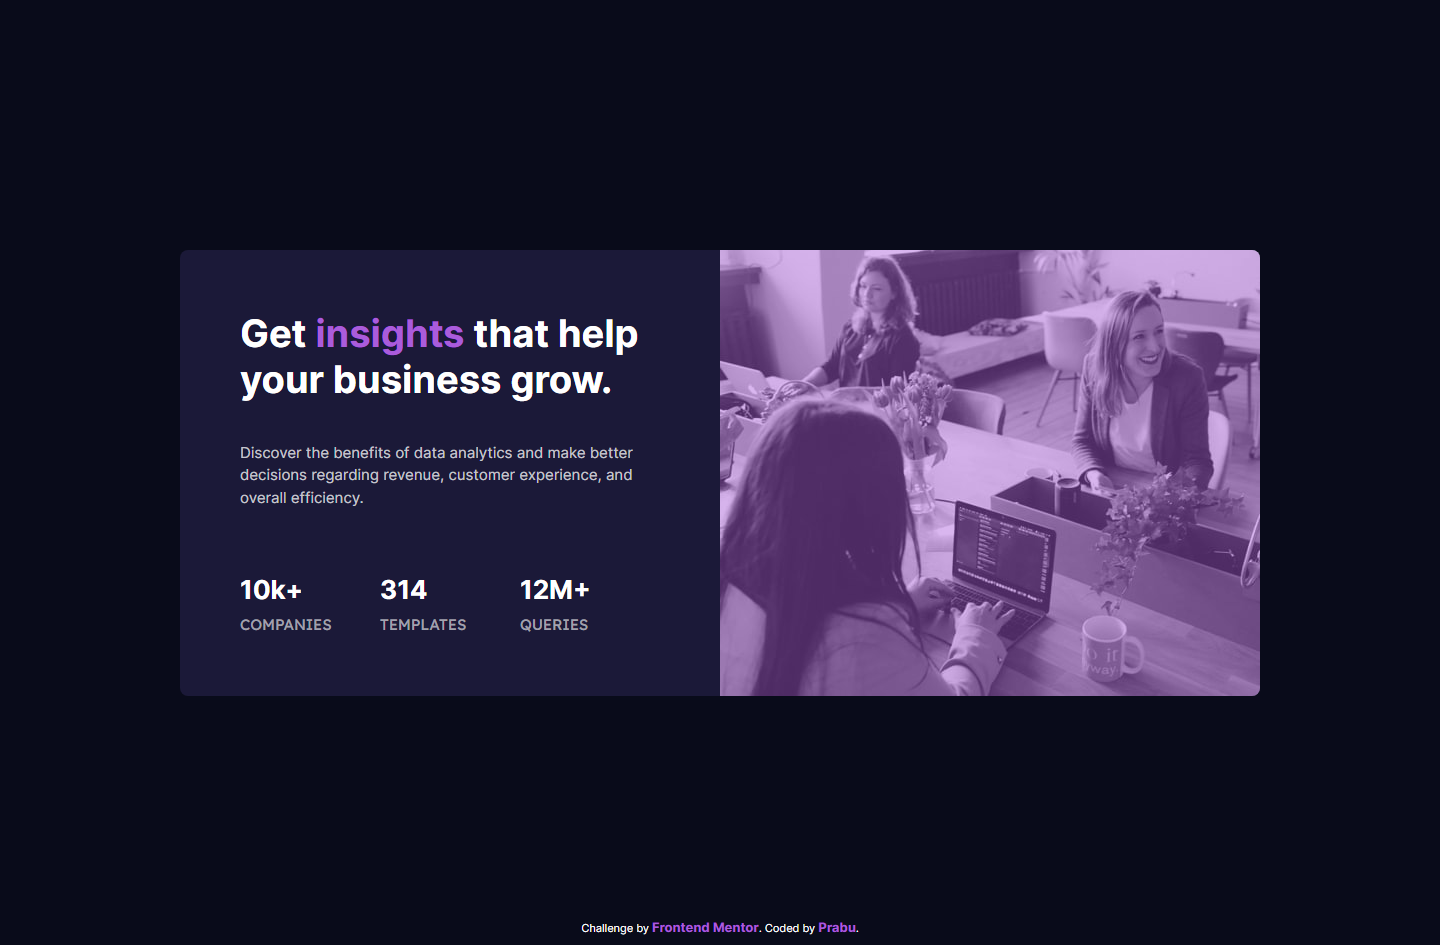 Get insights that help
your business grow.
Discover the benefits of data analytics and make better
decisions regarding revenue, customer experience, and
overall efficiency.
10k+ 314 12M+
COMPANIES TEMPLATES QUERIES
Challenge by Frontend Mentor. Coded by Prabu.